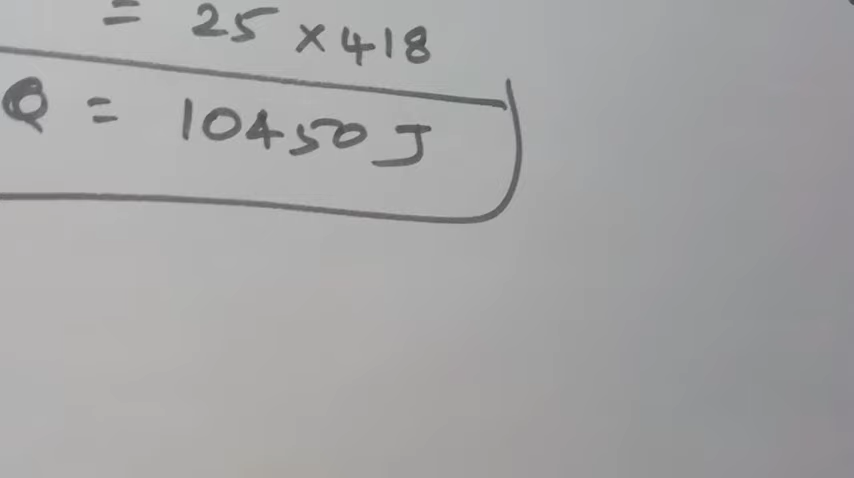 = 25 × 418
Q = 10450 J